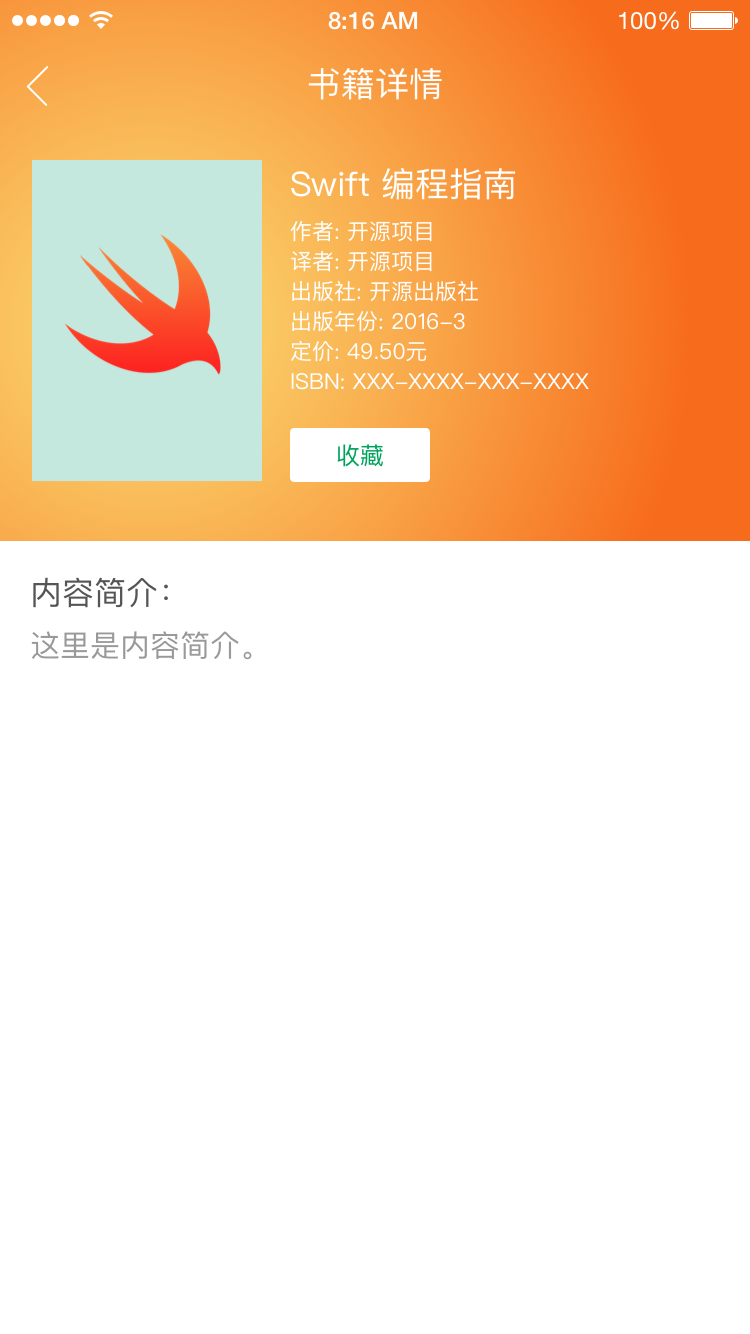 8:16 AM
100%
书籍详情
Swift 编程指南
作者: 开源项目
译者: 开源项目
出版社: 开源出版社
出版年份: 2016-3
定价: 49.50元
ISBN: XXX-XXXX-XXX-XXXX
收藏
内容简介:
这里是内容简介。